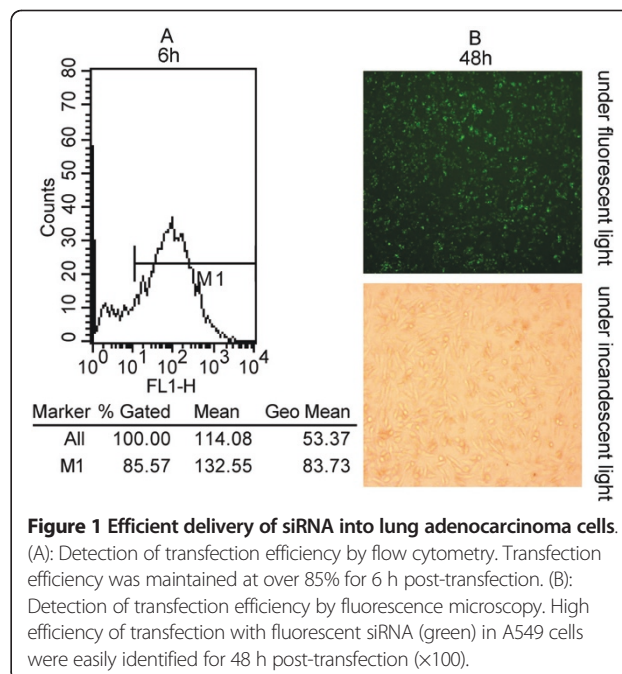 A
6h
B
48h
80
70
60
50
40
30
20
10
0
Counts
M1
10^0 10^1 10^2 10^3 10^4
FL1-H
Marker % Gated Mean Geo Mean
All 100.00 114.08 53.37
M1 85.57 132.55 83.73
under fluorescent light
under incandescent light
Figure 1 Efficient delivery of siRNA into lung adenocarcinoma cells.
(A): Detection of transfection efficiency by flow cytometry. Transfection
efficiency was maintained at over 85% for 6 h post-transfection. (B):
Detection of transfection efficiency by fluorescence microscopy. High
efficiency of transfection with fluorescent siRNA (green) in A549 cells
were easily identified for 48 h post-transfection (×100).